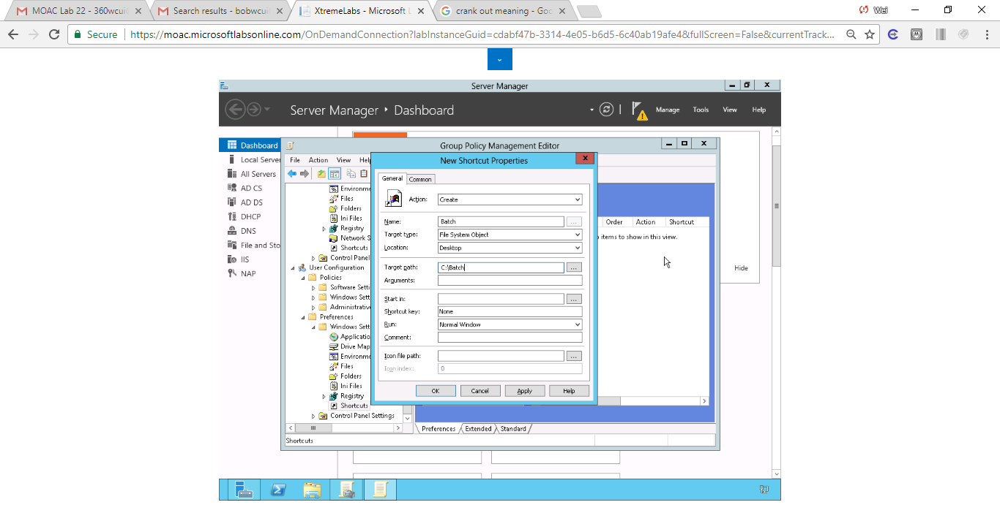 MOAC Lab 22 - 360wcui
Search results - bobwcui
XtremeLabs - Microsoft L
crank out meaning - Goo
Wei
Secure
https://moac.microsoftlabsonline.com/OnDemandConnection?labInstanceGuid=cdabf47b-3314-4e05-b6d5-6c40ab19afe4&fullScreen=False&currentTrack...
Server Manager
Server Manager • Dashboard
Manage Tools View Help
Dashboard
Local Server
All Servers
AD CS
AD DS
DHCP
DNS
File and Sto
IIS
NAP
Group Policy Management Editor
File Action View Help
Environme
Files
Folders
Ini Files
Registry
Network S
Shortcuts
Control Panel
User Configuration
Policies
Software Setti
Windows Sett
Administrative
Preferences
Windows Sett
Applicatio
Drive Map
Environme
Files
Folders
Ini Files
Registry
Shortcuts
Control Panel Settings
Order Action Shortcut
items to show in this view.
Hide
New Shortcut Properties
General Common
Action: Create
Name: Batch ...
Target type: File System Object
Location: Desktop
Target path: C:\Batch ...
Arguments:
Start in: ...
Shortcut key: None
Run: Normal Window
Comment:
Icon file path: ...
Icon index: 0
OK Cancel Apply Help
Preferences Extended Standard
Shortcuts